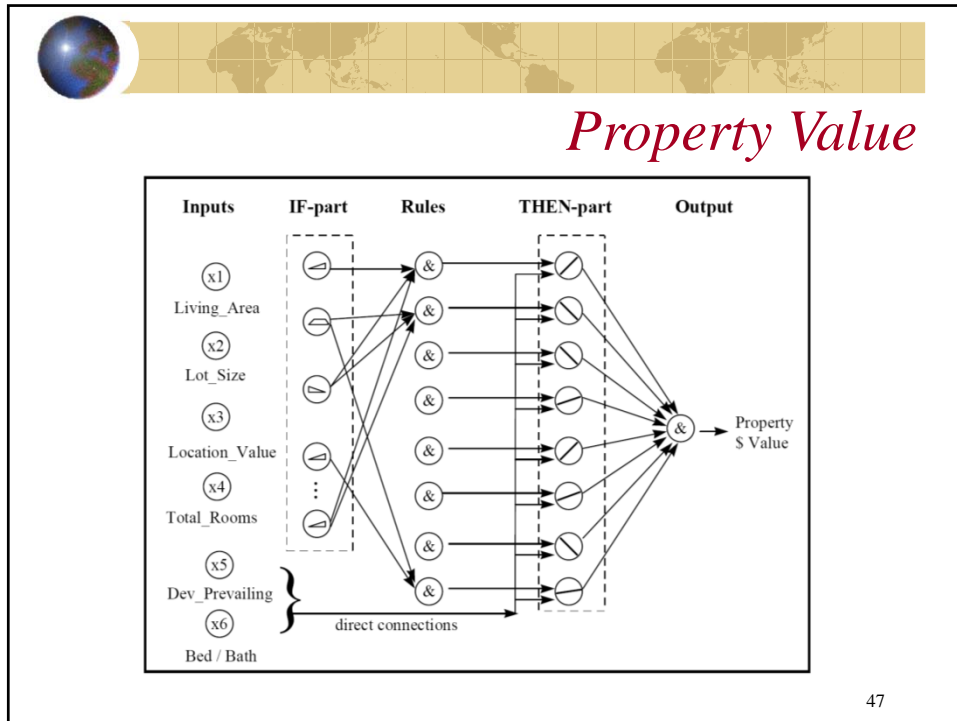 Property Value
Inputs IF-part Rules THEN-part Output
x1
Living_Area
x2
Lot_Size
x3
Location_Value
x4
Total_Rooms
x5
Dev_Prevailing
x6
Bed / Bath
...
&
&
&
&
&
&
&
&
direct connections
&
Property
$ Value
47